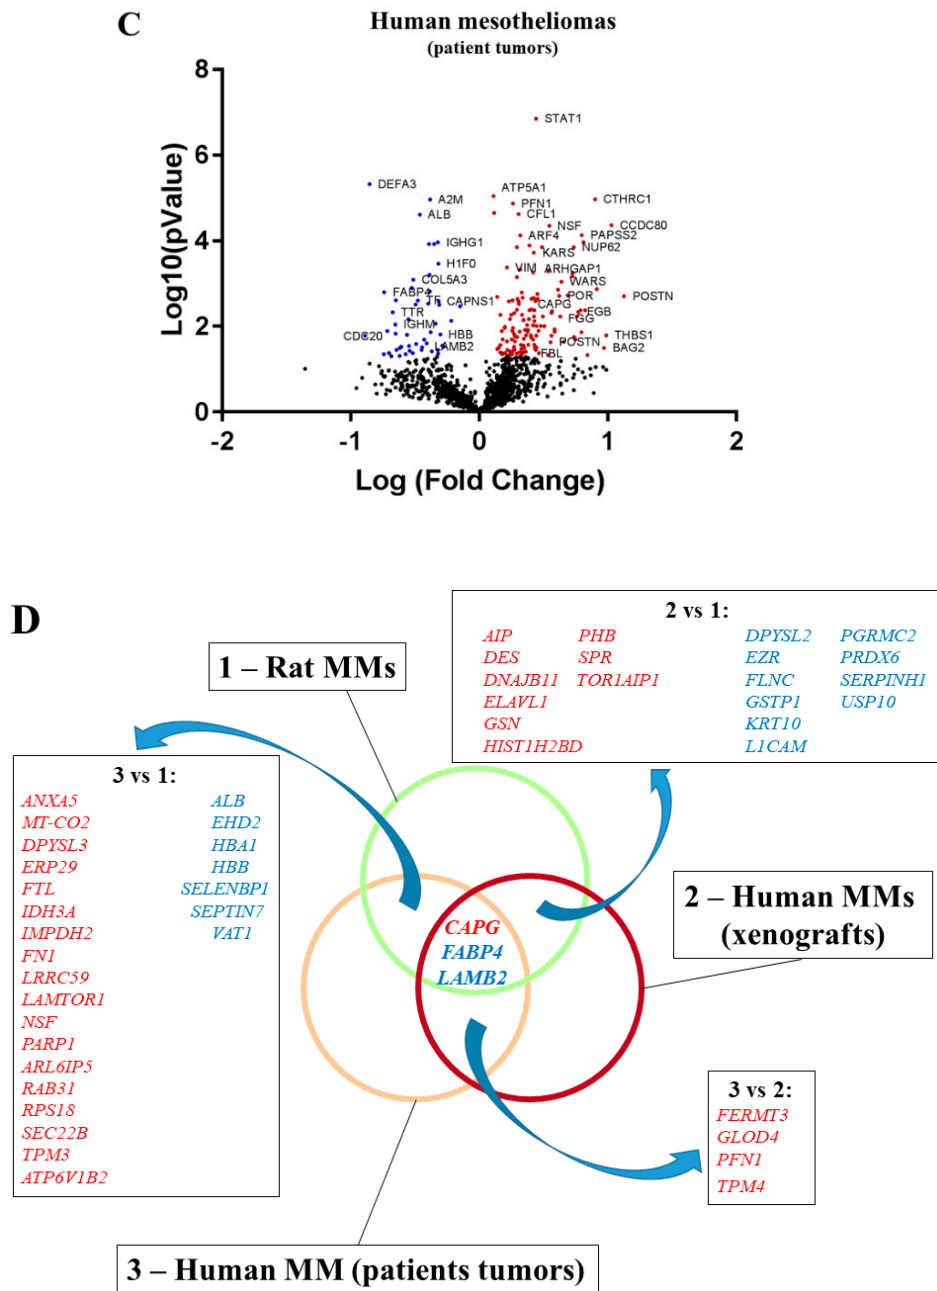 C
Human mesotheliomas
(patient tumors)
Log10(pValue)
8
6
4
2
0
STAT1
DEFA3
ATP5A1
A2M
PFN1
CTHRC1
ALB
CFL1
NSF
CCDC80
ARF4
PAPSS2
IGHG1
KARS
NUP62
H1F0
VIM
ARHGAP1
COL5A3
WARS
FABP4
TF
CAPNS1
CAPG
POR
POSTN
TTR
FGG
FGB
IGHM
CDC20
HBB
THBS1
LAMB2
FBL
POSTN
BAG2
-2
-1
0
1
2
Log (Fold Change)
D
2 vs 1:
AIP PHB DPYSL2 PGRMC2
DES SPR EZR PRDX6
DNAJB11 TOR1AIP1 FLNC SERPINH1
ELAVL1 GSTP1 USP10
GSN KRT10
HIST1H2BD L1CAM
1 – Rat MMs
3 vs 1:
ANXA5 ALB
MT-CO2 EHD2
DPYSL3 HBA1
ERP29 HBB
FTL SELENBP1
IDH3A SEPTIN7
IMPDH2 VAT1
FN1
LRRC59
LAMTOR1
NSF
PARP1
ARL6IP5
RAB31
RPS18
SEC22B
TPM3
ATP6V1B2
2 – Human MMs
(xenografts)
CAPG
FABP4
LAMB2
3 vs 2:
FERMT3
GLOD4
PFN1
TPM4
3 – Human MM (patients tumors)